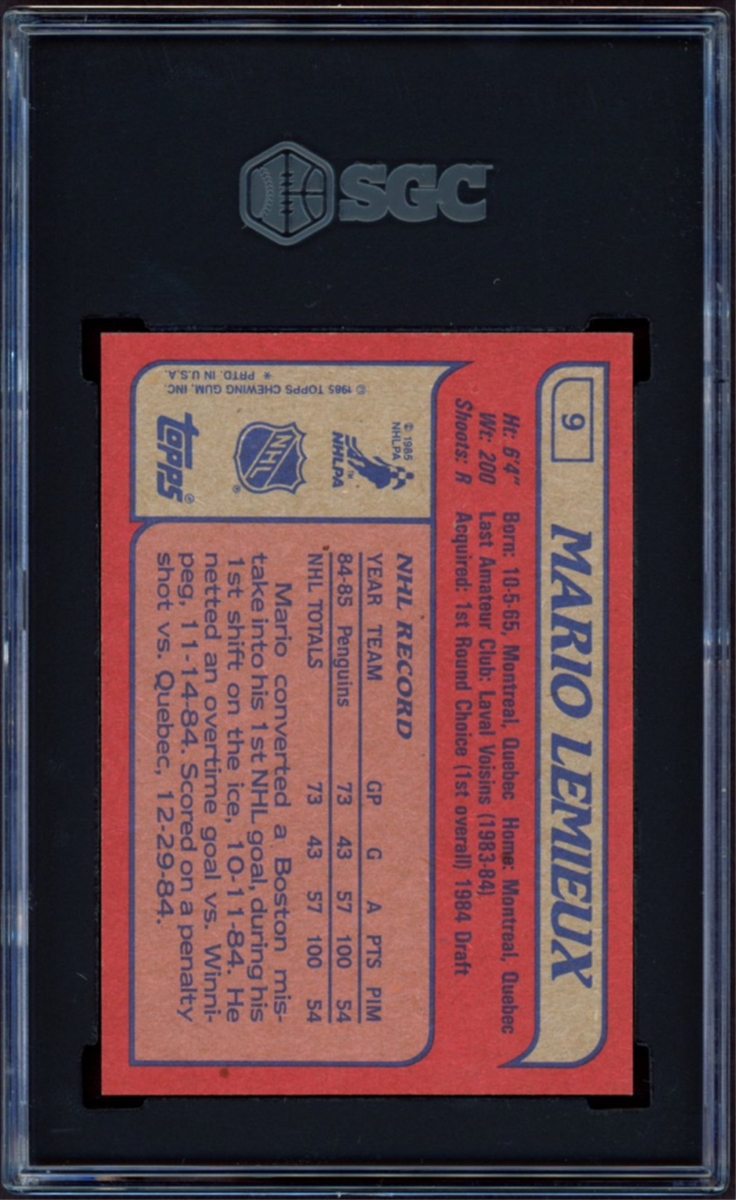 SGC
9
MARIO LEMIEUX
Ht: 6'4" Born: 10-5-65, Montreal, Quebec Home: Montreal, Quebec
Wt: 200 Last Amateur Club: Laval Voisins (1983-84)
Shoots: R Acquired: 1st Round Choice (1st overall) 1984 Draft
© 1985
NHLPA
NHLPA
TM
NHL
®
topps®
© 1985 TOPPS CHEWING GUM, INC.
* PRTD. IN U.S.A.
NHL RECORD
YEAR TEAM GP G A PTS PIM
84-85 Penguins 73 43 57 100 54
NHL TOTALS 73 43 57 100 54
Mario converted a Boston mis-
take into his 1st NHL goal, during his
1st shift on the ice, 10-11-84. He
netted an overtime goal vs. Winni-
peg, 11-14-84. Scored on a penalty
shot vs. Quebec, 12-29-84.